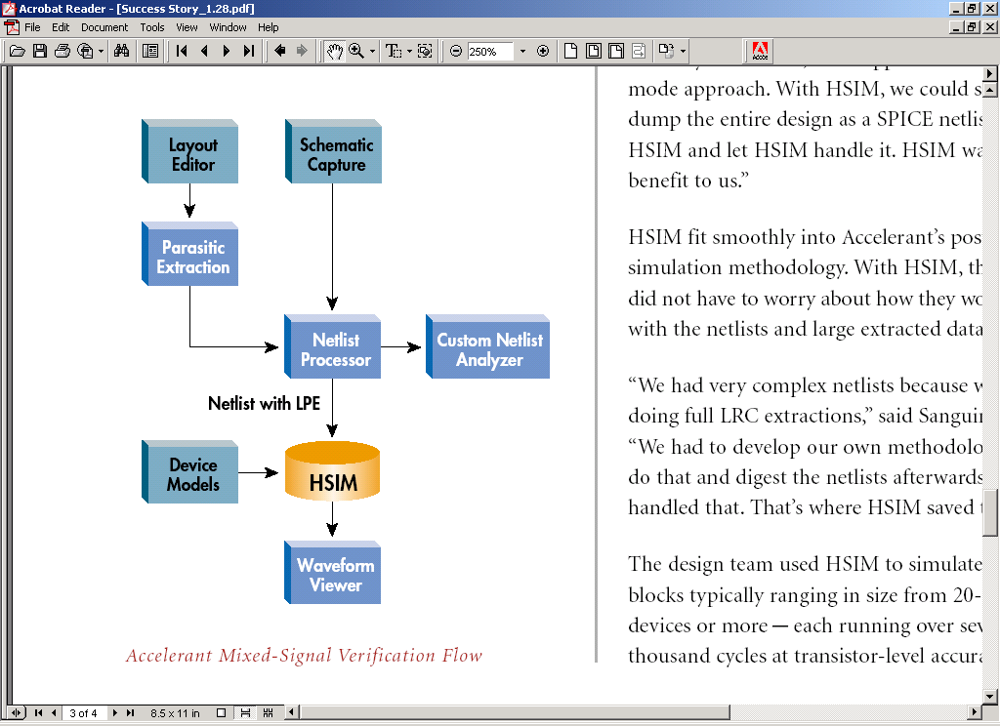 Acrobat Reader - [Success Story_1.28.pdf]
File Edit Document Tools View Window Help
250%
Adobe
Layout
Editor
Schematic
Capture
Parasitic
Extraction
Netlist
Processor
Custom Netlist
Analyzer
Netlist with LPE
Device
Models
HSIM
Waveform
Viewer
Accelerant Mixed-Signal Verification Flow
mode approach. With HSIM, we could s
dump the entire design as a SPICE netlis
HSIM and let HSIM handle it. HSIM wa
benefit to us.”
HSIM fit smoothly into Accelerant’s pos
simulation methodology. With HSIM, th
did not have to worry about how they wo
with the netlists and large extracted data
“We had very complex netlists because w
doing full LRC extractions,” said Sanguin
“We had to develop our own methodolo
do that and digest the netlists afterwards
handled that. That’s where HSIM saved t
The design team used HSIM to simulate
blocks typically ranging in size from 20-
devices or more — each running over sev
thousand cycles at transistor-level accura
3 of 4
8.5 x 11 in